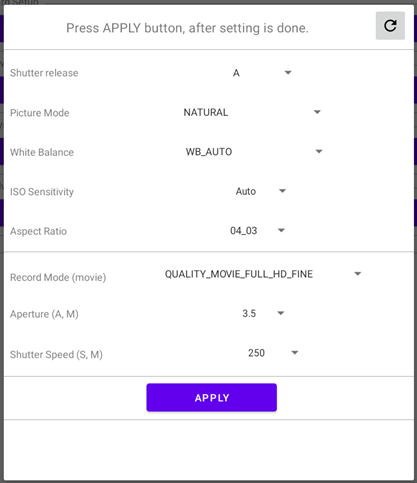 Press APPLY button, after setting is done.
Shutter release A
Picture Mode NATURAL
White Balance WB_AUTO
ISO Sensitivity Auto
Aspect Ratio 04_03
Record Mode (movie) QUALITY_MOVIE_FULL_HD_FINE
Aperture (A, M) 3.5
Shutter Speed (S, M) 250
APPLY